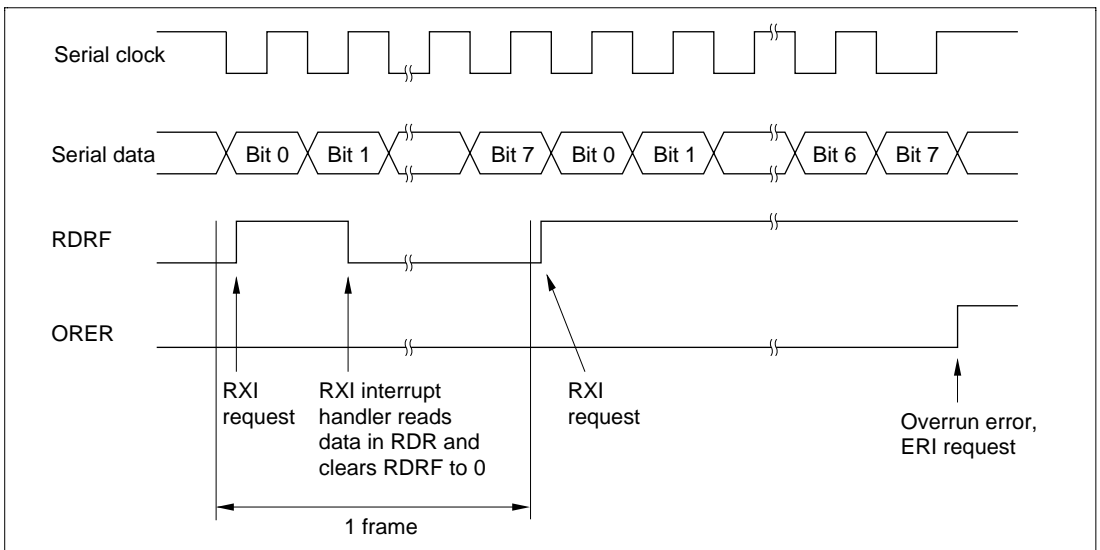 Serial clock
Serial data
Bit 0
Bit 1
Bit 7
Bit 0
Bit 1
Bit 6
Bit 7
RDRF
ORER
RXI
request
RXI interrupt
handler reads
data in RDR and
clears RDRF to 0
RXI
request
Overrun error,
ERI request
1 frame